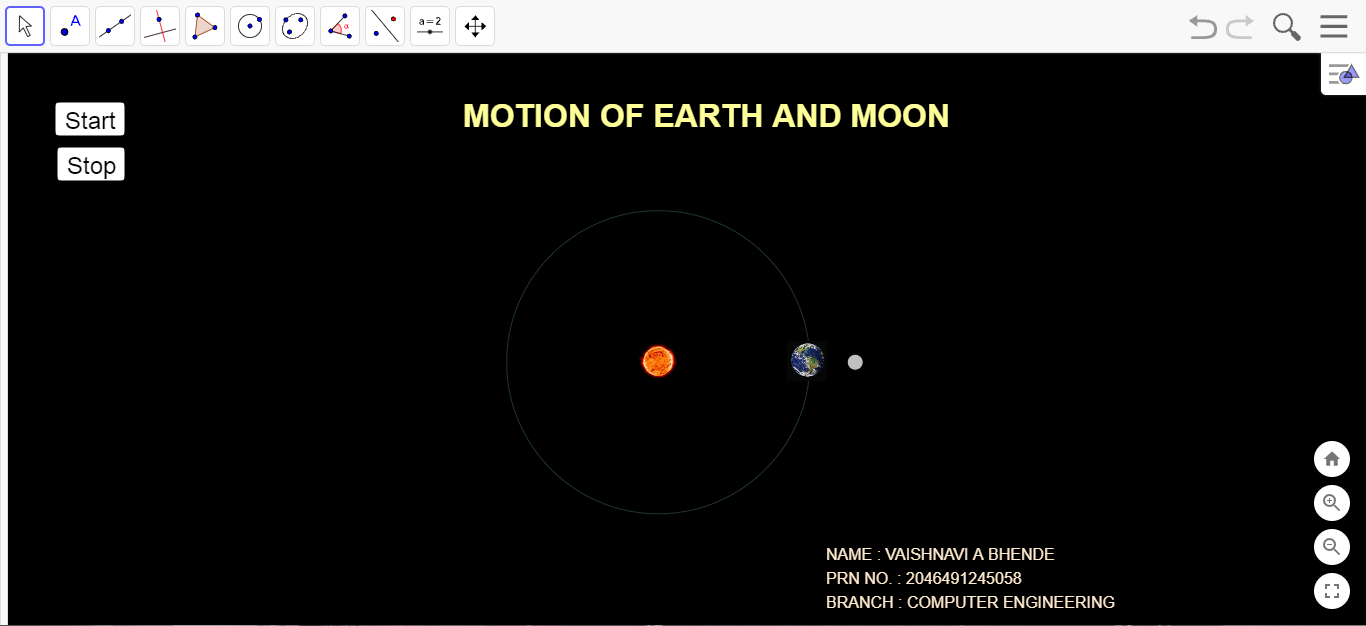 A
α
a=2
Start
MOTION OF EARTH AND MOON
Stop
NAME : VAISHNAVI A BHENDE
PRN NO. : 2046491245058
BRANCH : COMPUTER ENGINEERING